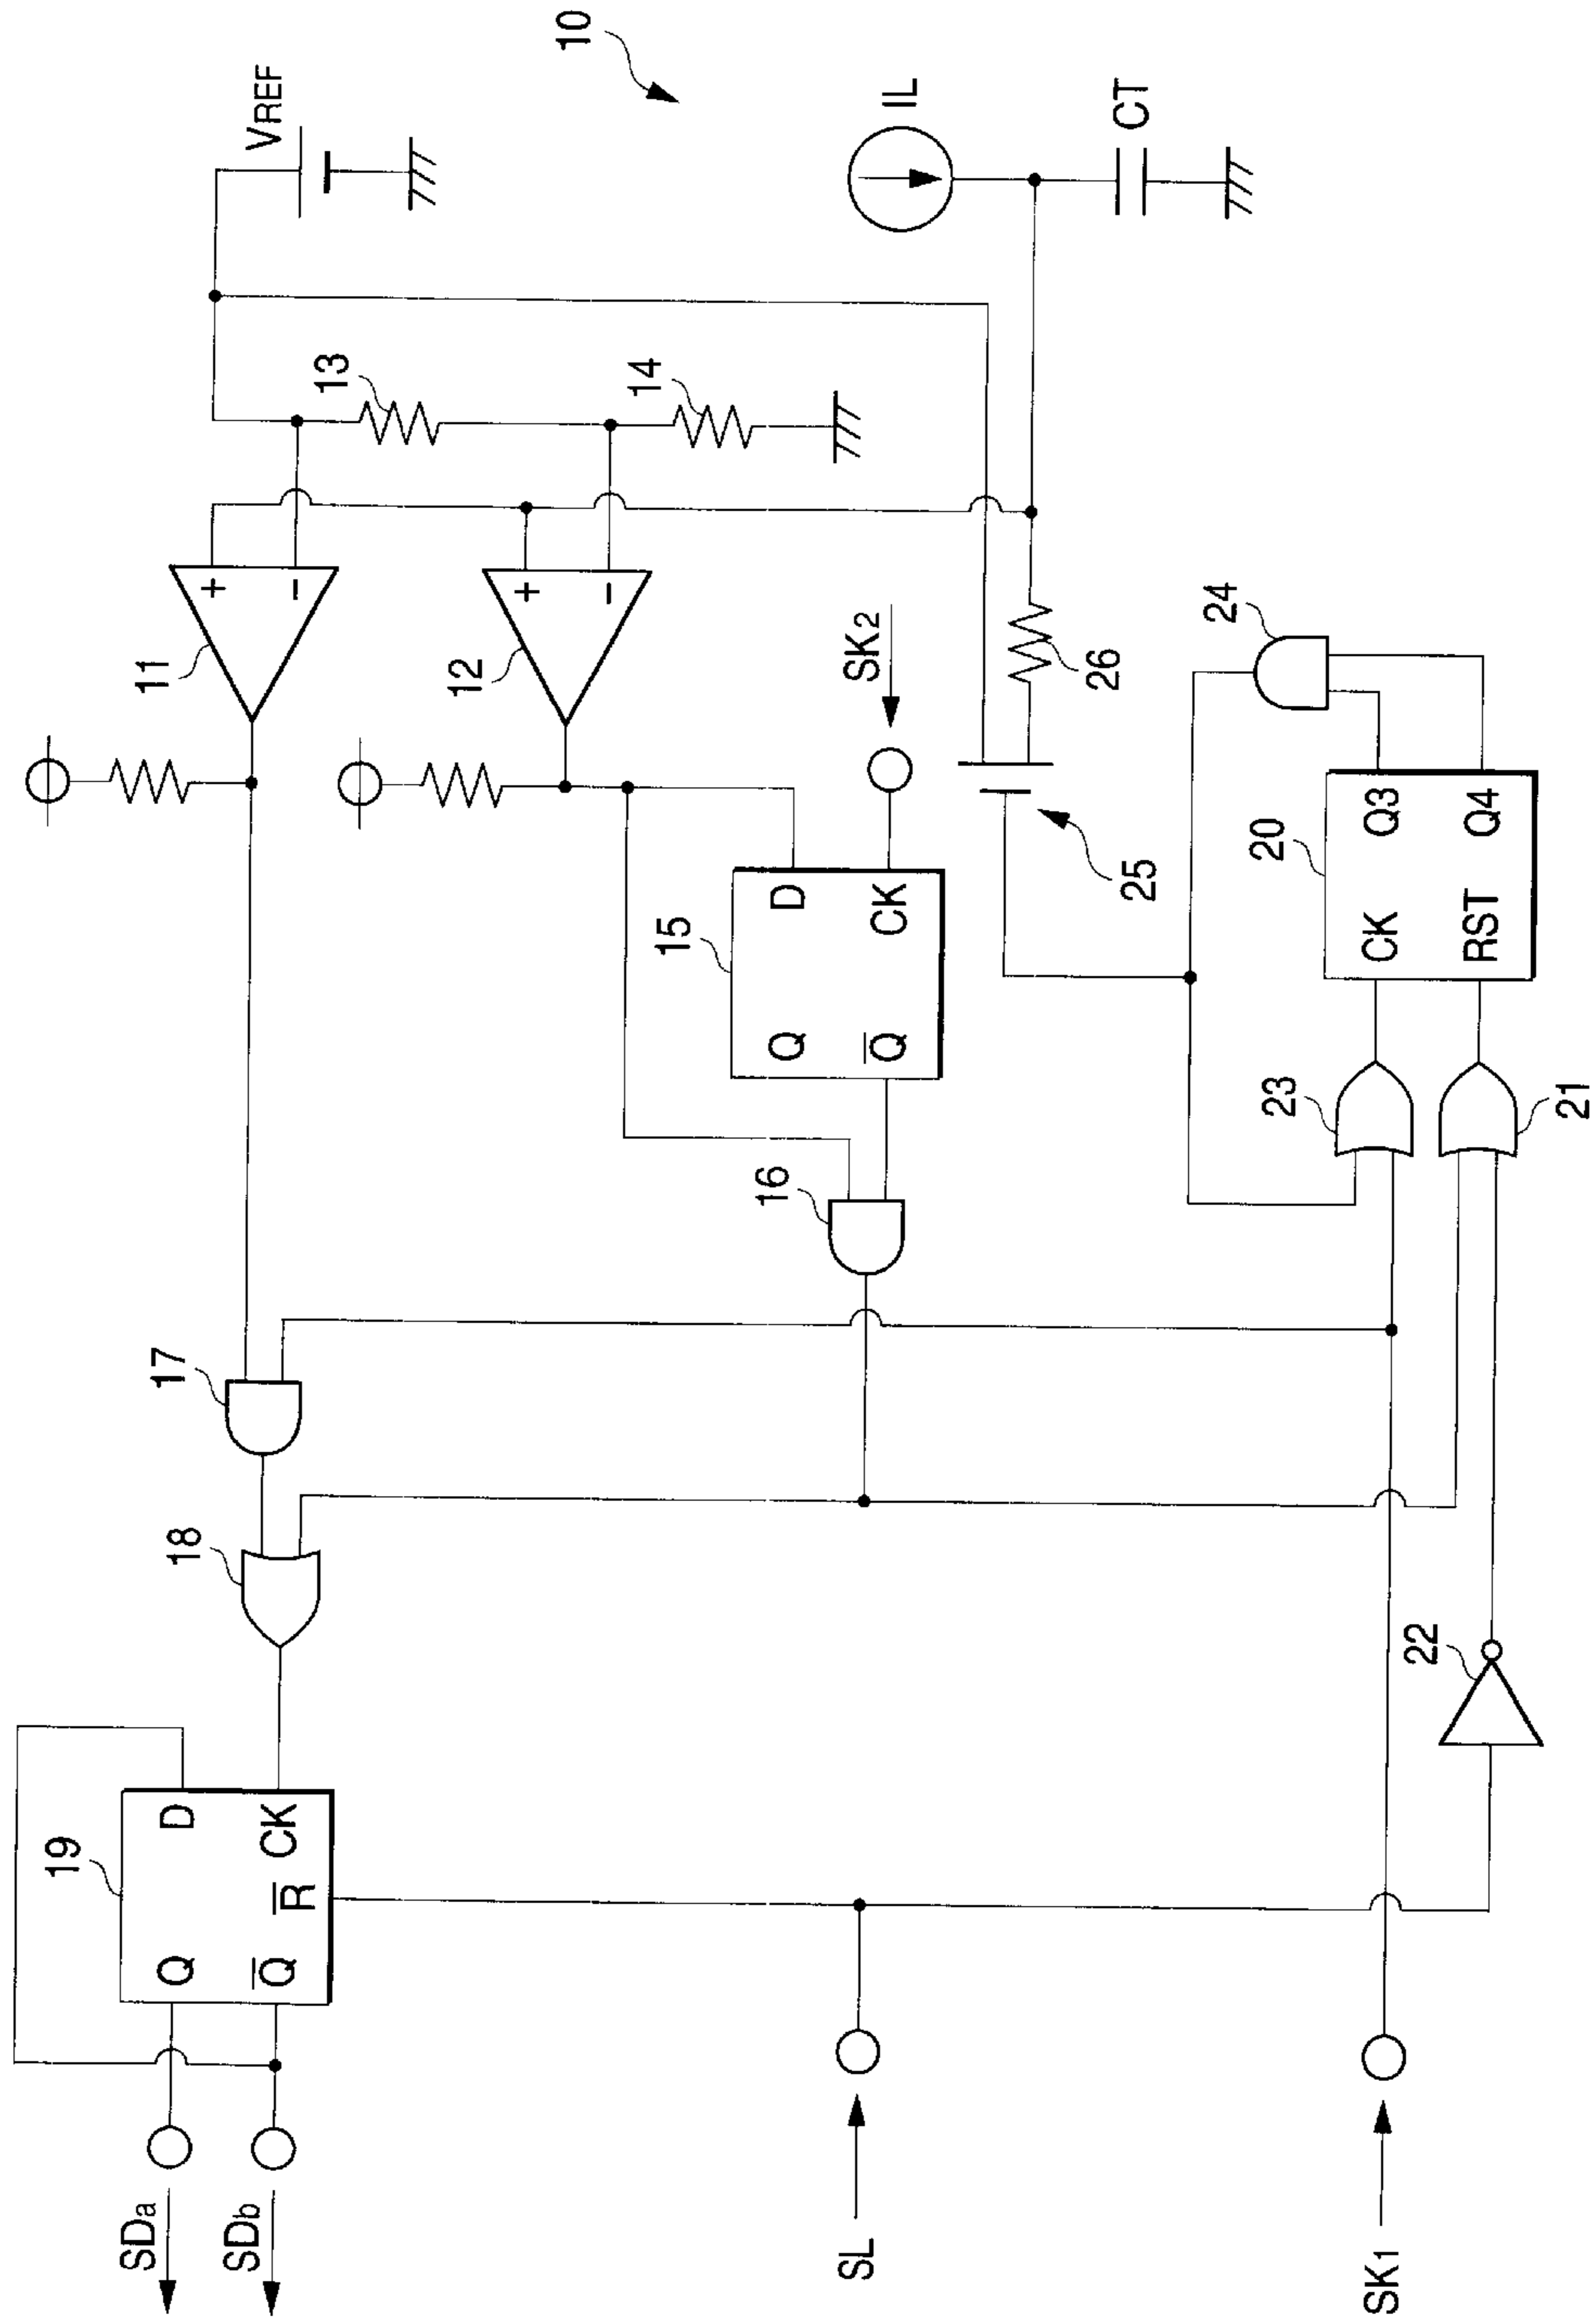 10
VREF
IL
CT
13
14
11
+
−
12
+
−
SK2
26
24
25
15
D
CK
Q
Q̅
20
CK
Q3
RST
Q4
16
23
21
17
18
22
19
D
CK
R̅
Q
Q̅
SDa
SDb
SL
SK1